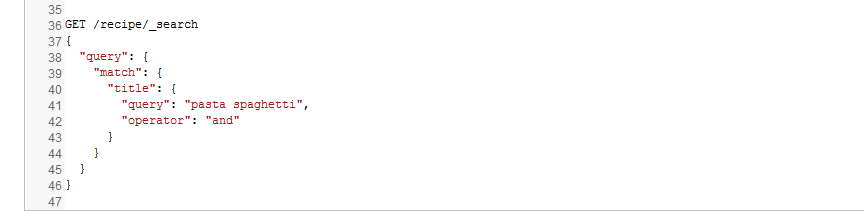 35
36 GET /recipe/_search
37 {
38   "query": {
39     "match": {
40       "title": {
41         "query": "pasta spaghetti",
42         "operator": "and"
43       }
44     }
45   }
46 }
47